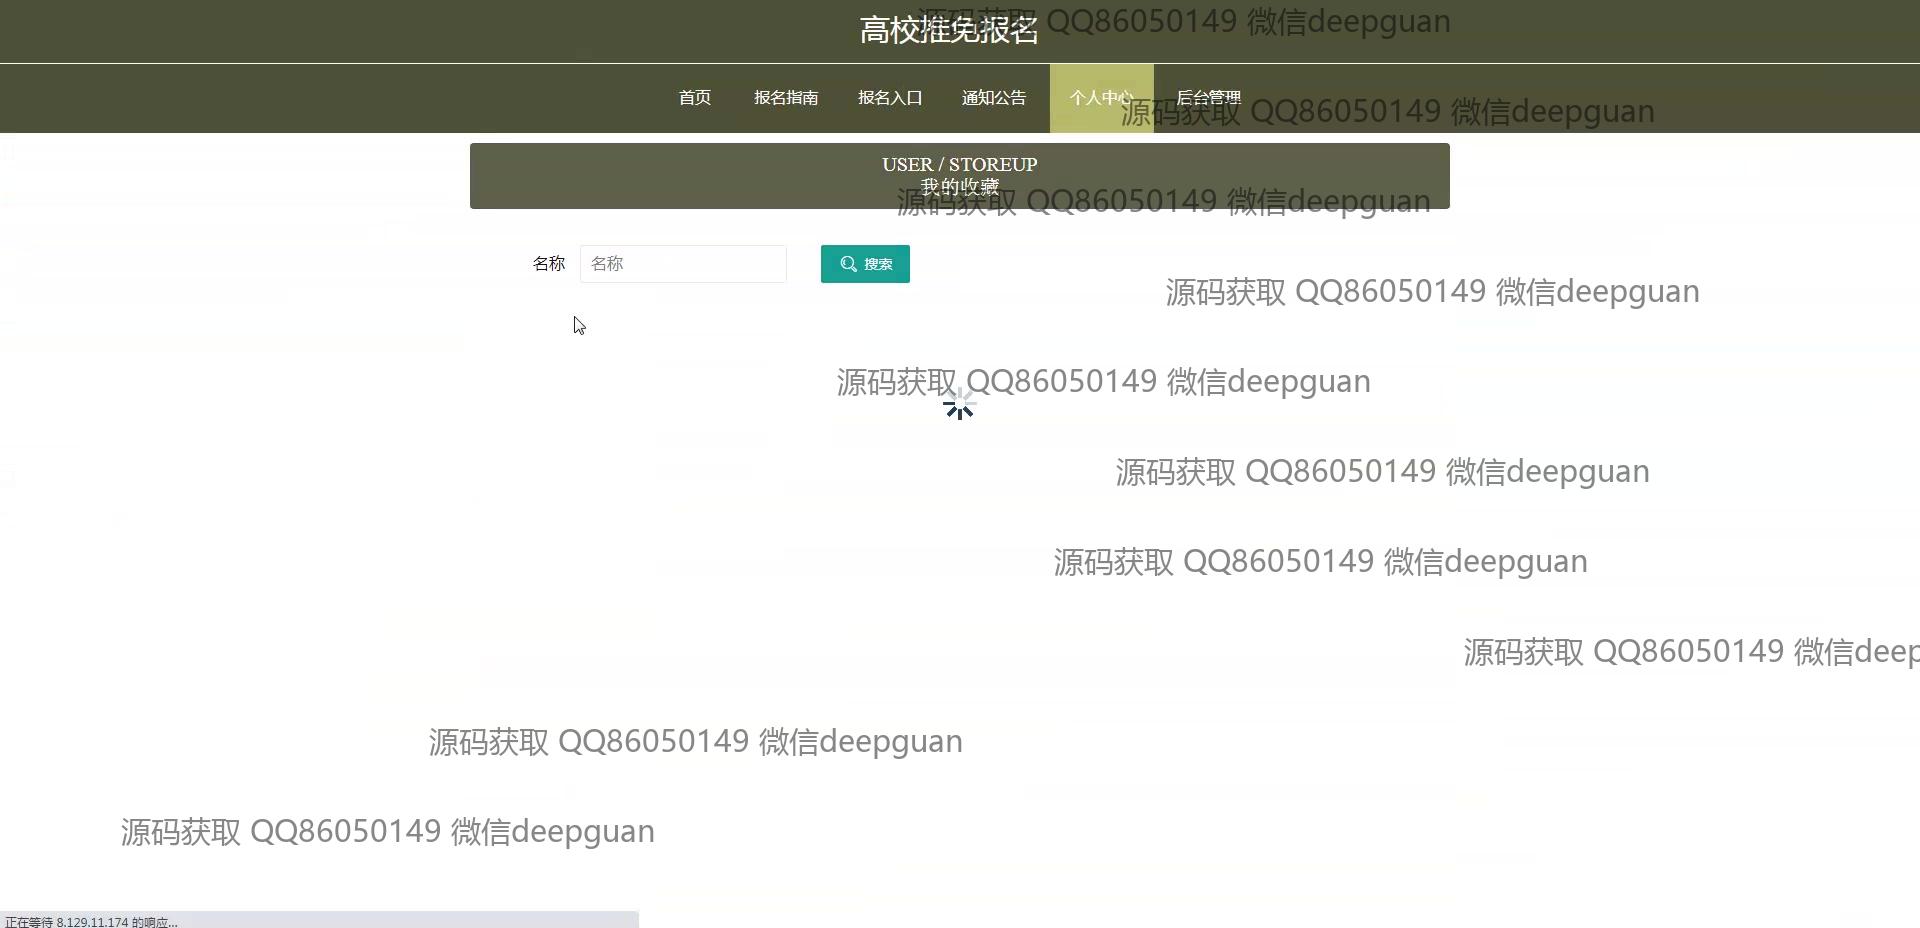 高校推免报名
源码获取 QQ86050149 微信deepguan
首页 报名指南 报名入口 通知公告 个人中心 后台管理
源码获取 QQ86050149 微信deepguan
USER / STOREUP
我的收藏
源码获取 QQ86050149 微信deepguan
名称 名称 搜索
源码获取 QQ86050149 微信deepguan
源码获取 QQ86050149 微信deepguan
源码获取 QQ86050149 微信deepguan
源码获取 QQ86050149 微信deepguan
源码获取 QQ86050149 微信deep
源码获取 QQ86050149 微信deepguan
源码获取 QQ86050149 微信deepguan
正在等待 8.129.11.174 的响应...